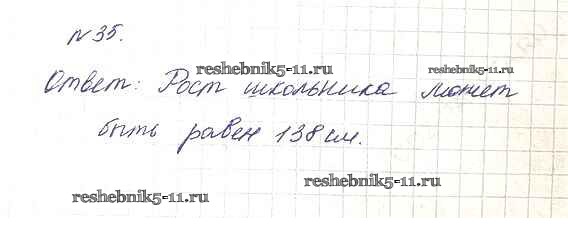 №35.
reshebnik5-11.ru
reshebnik5-11.ru
Ответ: Рост школьника может
быть равен 138 см.
reshebnik5-11.ru
reshebnik5-11.ru